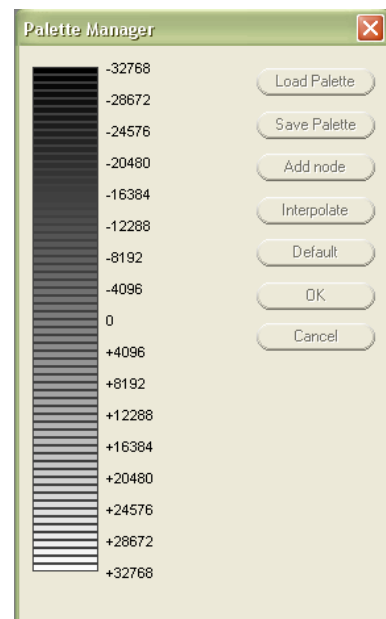 Palette Manager
-32768
-28672
-24576
-20480
-16384
-12288
-8192
-4096
0
+4096
+8192
+12288
+16384
+20480
+24576
+28672
+32768
Load Palette
Save Palette
Add node
Interpolate
Default
OK
Cancel